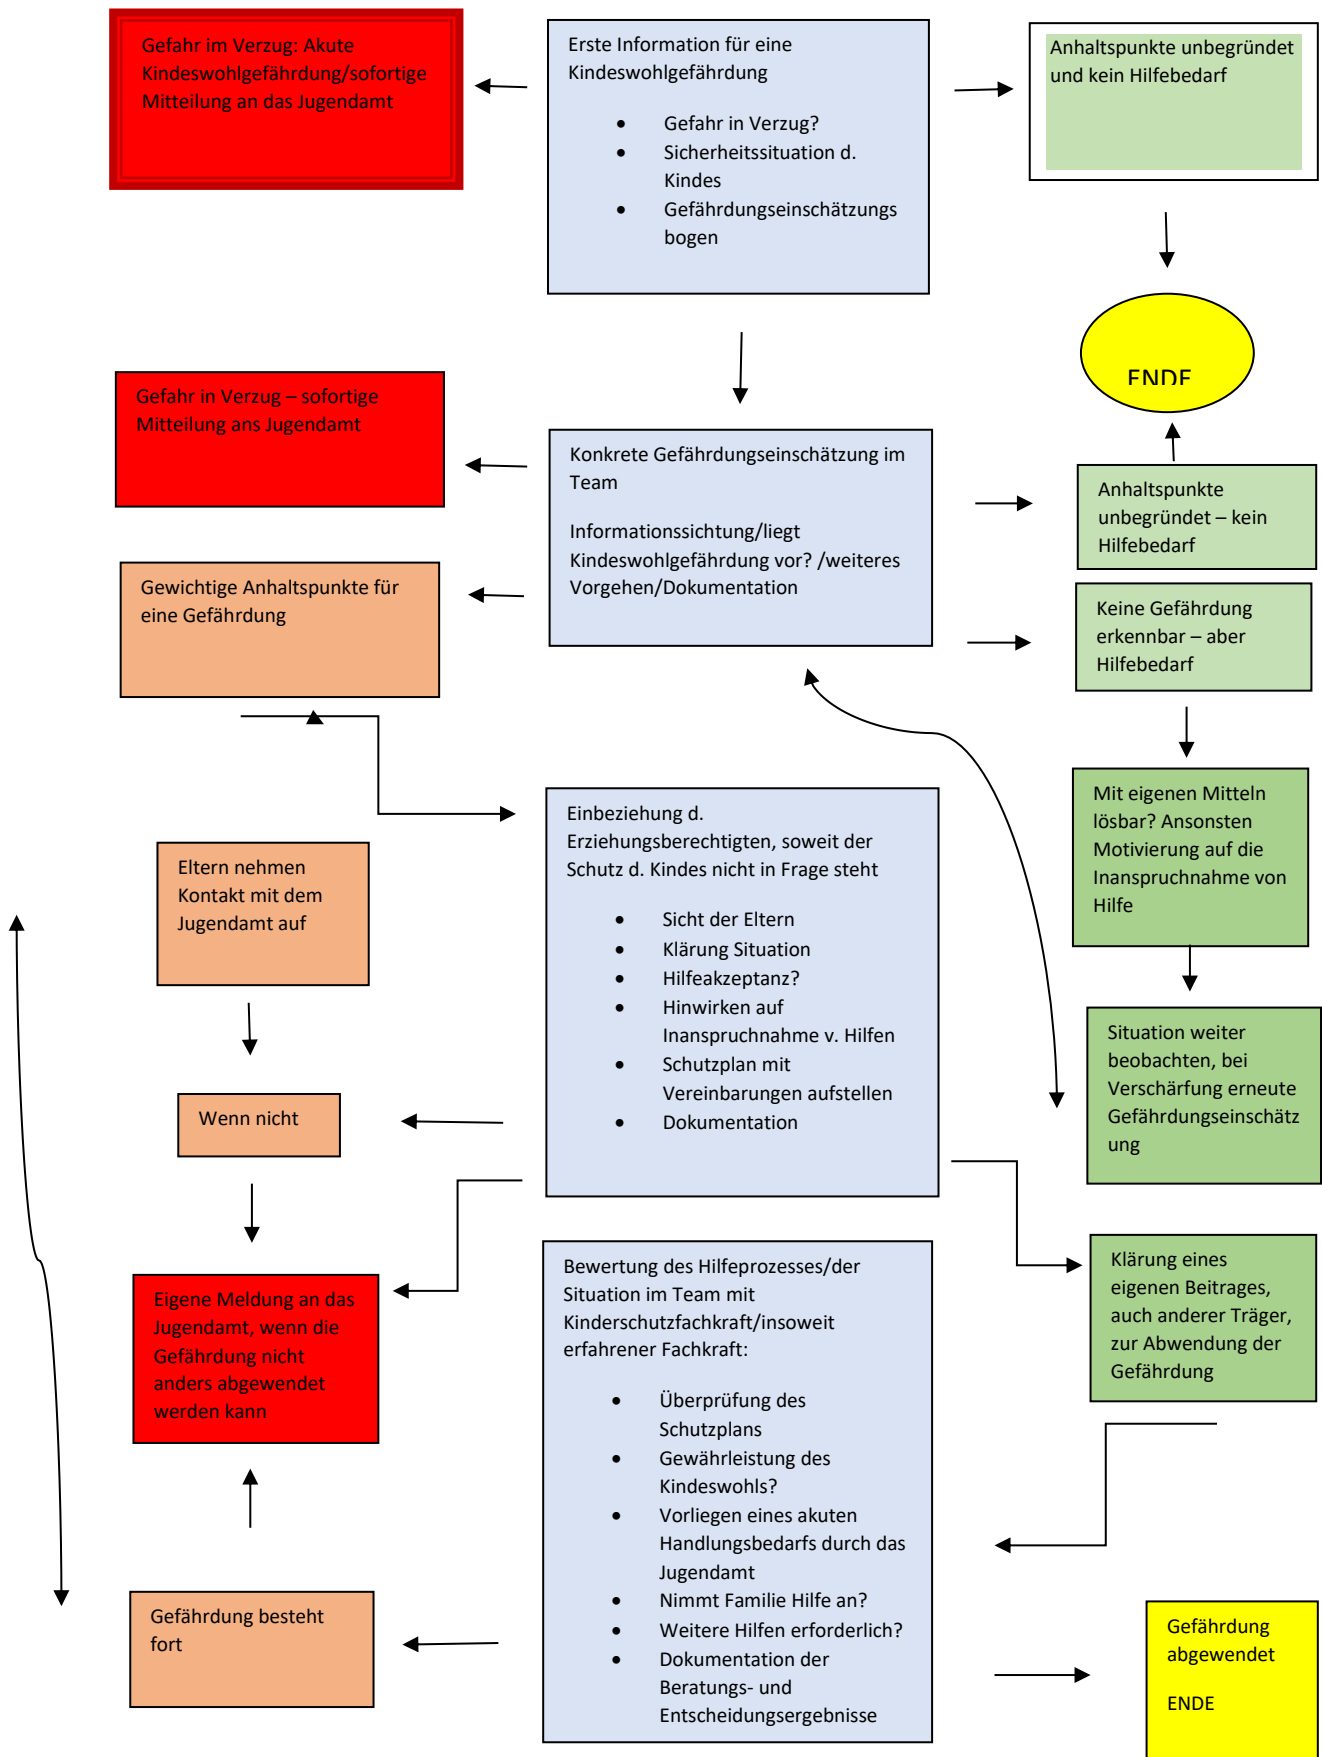 Gefahr im Verzug: Akute
Kindeswohlgefährdung/sofortige
Mitteilung an das Jugendamt
Erste Information für eine
Kindeswohlgefährdung
• Gefahr in Verzug?
• Sicherheitssituation d.
Kindes
• Gefährdungseinschätzungs
bogen
Anhaltspunkte unbegründet
und kein Hilfebedarf
ENDE
Gefahr in Verzug – sofortige
Mitteilung ans Jugendamt
Konkrete Gefährdungseinschätzung im
Team
Informationssichtung/liegt
Kindeswohlgefährdung vor? /weiteres
Vorgehen/Dokumentation
Anhaltspunkte
unbegründet – kein
Hilfebedarf
Gewichtige Anhaltspunkte für
eine Gefährdung
Keine Gefährdung
erkennbar – aber
Hilfebedarf
Mit eigenen Mitteln
lösbar? Ansonsten
Motivierung auf die
Inanspruchnahme von
Hilfe
Einbeziehung d.
Erziehungsberechtigten, soweit der
Schutz d. Kindes nicht in Frage steht
• Sicht der Eltern
• Klärung Situation
• Hilfeakzeptanz?
• Hinwirken auf
Inanspruchnahme v. Hilfen
• Schutzplan mit
Vereinbarungen aufstellen
• Dokumentation
Eltern nehmen
Kontakt mit dem
Jugendamt auf
Situation weiter
beobachten, bei
Verschärfung erneute
Gefährdungseinschätz
ung
Wenn nicht
Eigene Meldung an das
Jugendamt, wenn die
Gefährdung nicht
anders abgewendet
werden kann
Bewertung des Hilfeprozesses/der
Situation im Team mit
Kinderschutzfachkraft/insoweit
erfahrener Fachkraft:
• Überprüfung des
Schutzplans
• Gewährleistung des
Kindeswohls?
• Vorliegen eines akuten
Handlungsbedarfs durch das
Jugendamt
• Nimmt Familie Hilfe an?
• Weitere Hilfen erforderlich?
• Dokumentation der
Beratungs- und
Entscheidungsergebnisse
Klärung eines
eigenen Beitrages,
auch anderer Träger,
zur Abwendung der
Gefährdung
Gefährdung besteht
fort
Gefährdung
abgewendet
ENDE